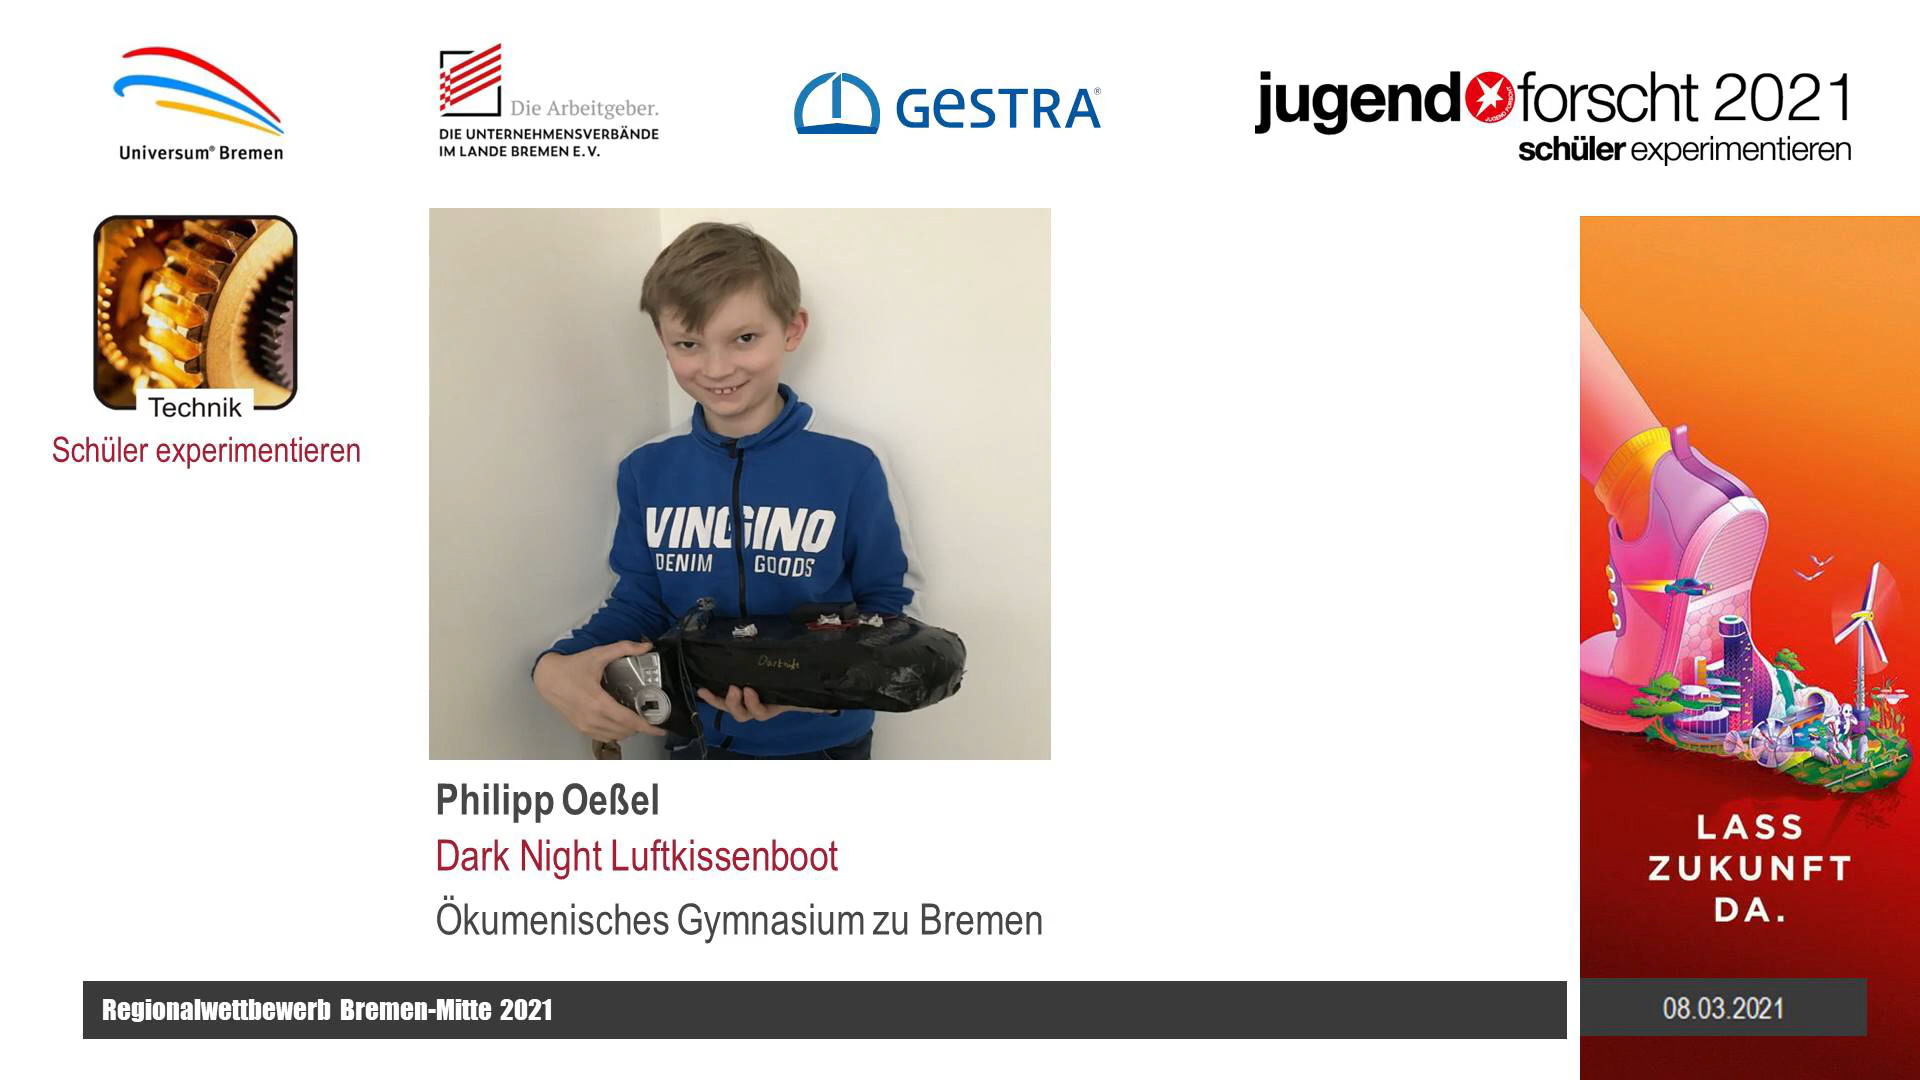 Universum® Bremen
Die Arbeitgeber.
DIE UNTERNEHMENSVERBÄNDE
IM LANDE BREMEN E.V.
GESTRA®
jugend forscht 2021
JUGEND FORSCHT
schüler experimentieren
Technik
Schüler experimentieren
VINGINO
DENIM GOODS
Philipp Oeßel
Dark Night Luftkissenboot
Ökumenisches Gymnasium zu Bremen
LASS
ZUKUNFT
DA.
Regionalwettbewerb Bremen-Mitte 2021
08.03.2021